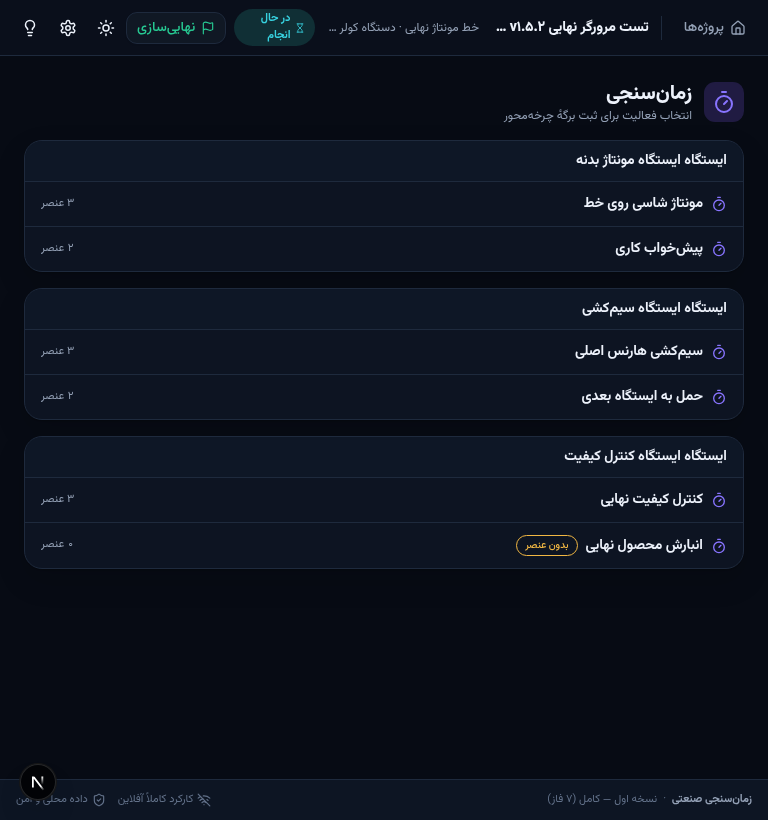 پروژه‌ها
تست مرورگر نهایی v۱.۵.۲ ...
خط مونتاژ نهایی · دستگاه کولر ...
در حال
انجام
نهایی‌سازی
زمان‌سنجی
انتخاب فعالیت برای ثبت برگهٔ چرخه‌محور
ایستگاه ایستگاه مونتاژ بدنه
مونتاژ شاسی روی خط
۳ عنصر
پیش‌خواب کاری
۲ عنصر
ایستگاه ایستگاه سیم‌کشی
سیم‌کشی هارنس اصلی
۳ عنصر
حمل به ایستگاه بعدی
۲ عنصر
ایستگاه ایستگاه کنترل کیفیت
کنترل کیفیت نهایی
۳ عنصر
انبارش محصول نهایی
بدون عنصر
۰ عنصر
زمان‌سنجی صنعتی · نسخه اول — کامل (۷ فاز)
کارکرد کاملاً آفلاین
داده محلی و امن
N